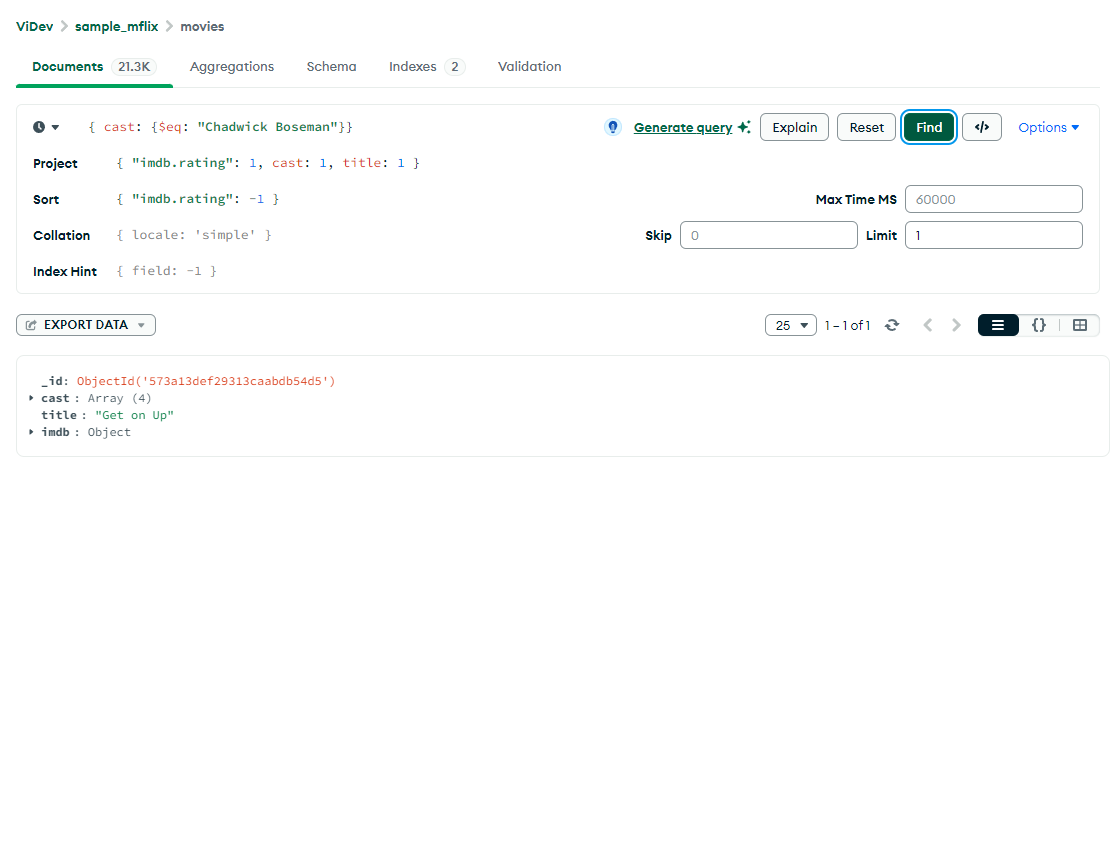 ViDev > sample_mflix > movies
Documents 21.3K Aggregations Schema Indexes 2 Validation
{ cast: {$eq: "Chadwick Boseman"}} Generate query Explain Reset Find </> Options
Project { "imdb.rating": 1, cast: 1, title: 1 }
Sort { "imdb.rating": -1 } Max Time MS 60000
Collation { locale: 'simple' } Skip 0 Limit 1
Index Hint { field: -1 }
EXPORT DATA 25 1 – 1 of 1 {}
_id: ObjectId('573a13def29313caabdb54d5')
cast : Array (4)
title : "Get on Up"
imdb : Object